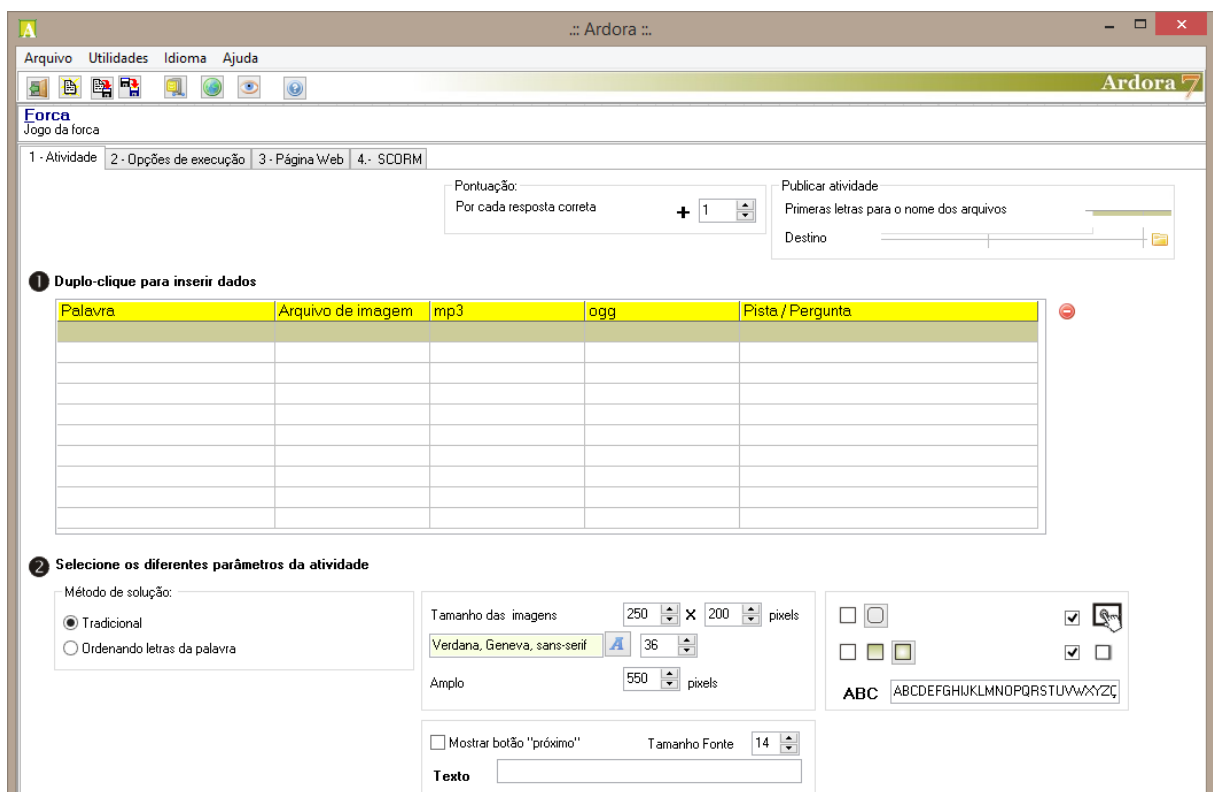 .:: Ardora ::.
Arquivo Utilidades Idioma Ajuda
Ardora 7
Forca
Jogo da forca
1 - Atividade 2 - Opções de execução 3 - Página Web 4.- SCORM
Pontuação: Publicar atividade
Por cada resposta correta + 1 Primeras letras para o nome dos arquivos
Destino
1 Duplo-clique para inserir dados
Palavra Arquivo de imagem mp3 ogg Pista / Pergunta
2 Selecione os diferentes parâmetros da atividade
Método de solução:
Tradicional Tamanho das imagens 250 X 200 pixels
Ordenando letras da palavra Verdana, Geneva, sans-serif A 36
Amplo 550 pixels ABC ABCDEFGHIJKLMNOPQRSTUVWXYZÇ
Mostrar botão "próximo" Tamanho Fonte 14
Texto